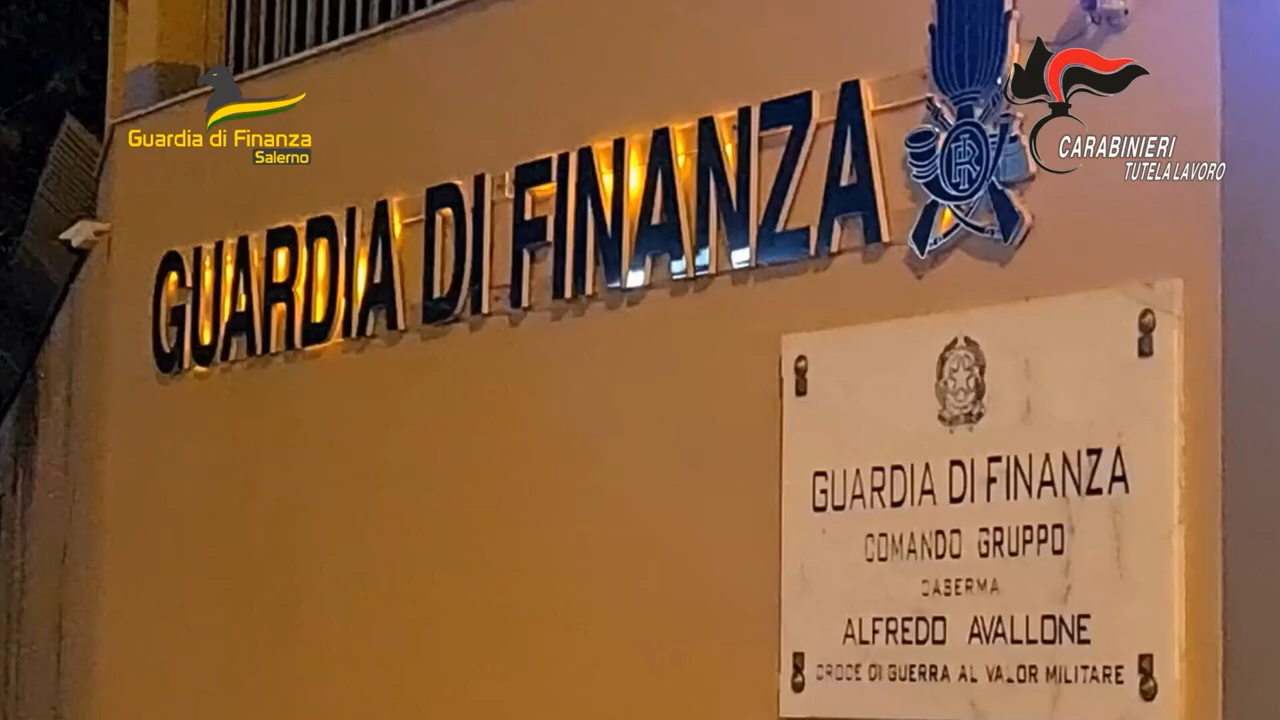 Guardia di Finanza
Salerno
CARABINIERI
TUTELA LAVORO
GUARDIA DI FINANZA
RI
GUARDIA DI FINANZA
COMANDO GRUPPO
CASERMA
ALFREDO AVALLONE
CROCE DI GUERRA AL VALOR MILITARE